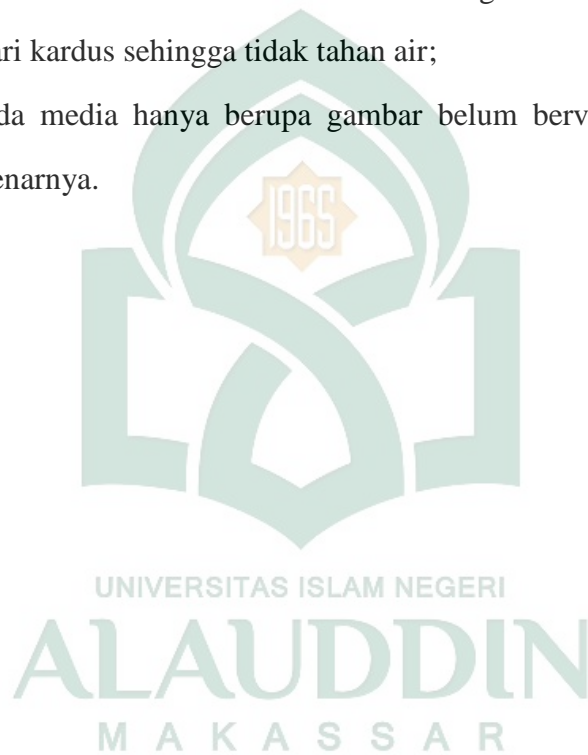 ari kardus sehingga tidak tahan air;
da media hanya berupa gambar belum berv
enarnya.
1965
UNIVERSITAS ISLAM NEGERI
ALAUDDIN
MAKASSAR